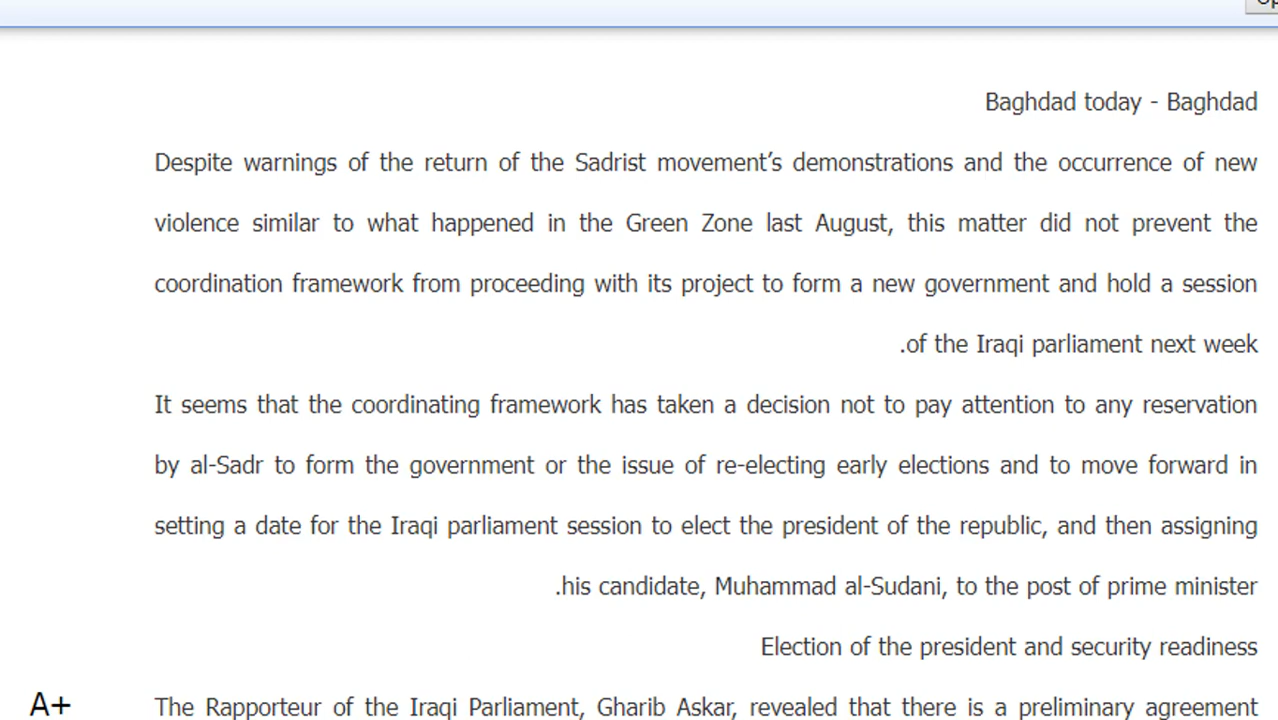 Baghdad today - Baghdad
Despite warnings of the return of the Sadrist movement's demonstrations and the occurrence of new
violence similar to what happened in the Green Zone last August, this matter did not prevent the
coordination framework from proceeding with its project to form a new government and hold a session
.of the Iraqi parliament next week
It seems that the coordinating framework has taken a decision not to pay attention to any reservation
by al-Sadr to form the government or the issue of re-electing early elections and to move forward in
setting a date for the Iraqi parliament session to elect the president of the republic, and then assigning
.his candidate, Muhammad al-Sudani, to the post of prime minister
Election of the president and security readiness
A+
The Rapporteur of the Iraqi Parliament, Gharib Askar, revealed that there is a preliminary agreement